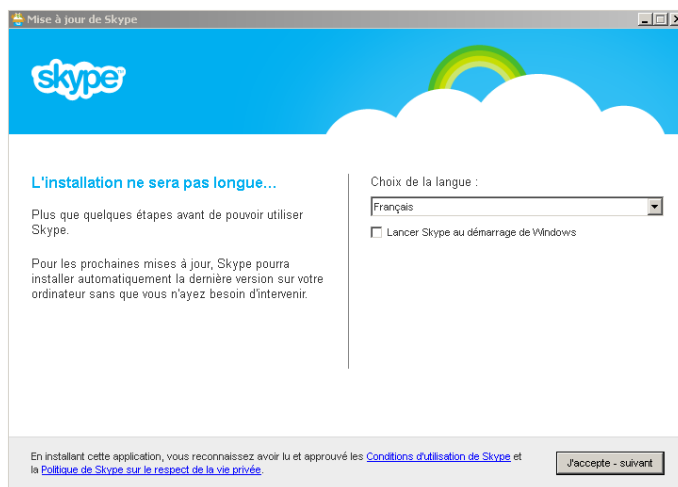 Mise à jour de Skype
skype
L'installation ne sera pas longue...
Plus que quelques étapes avant de pouvoir utiliser
Skype.
Pour les prochaines mises à jour, Skype pourra
installer automatiquement la dernière version sur votre
ordinateur sans que vous n'ayez besoin d'intervenir.
Choix de la langue :
Français
Lancer Skype au démarrage de Windows
En installant cette application, vous reconnaissez avoir lu et approuvé les Conditions d'utilisation de Skype et
la Politique de Skype sur le respect de la vie privée.
J'accepte - suivant